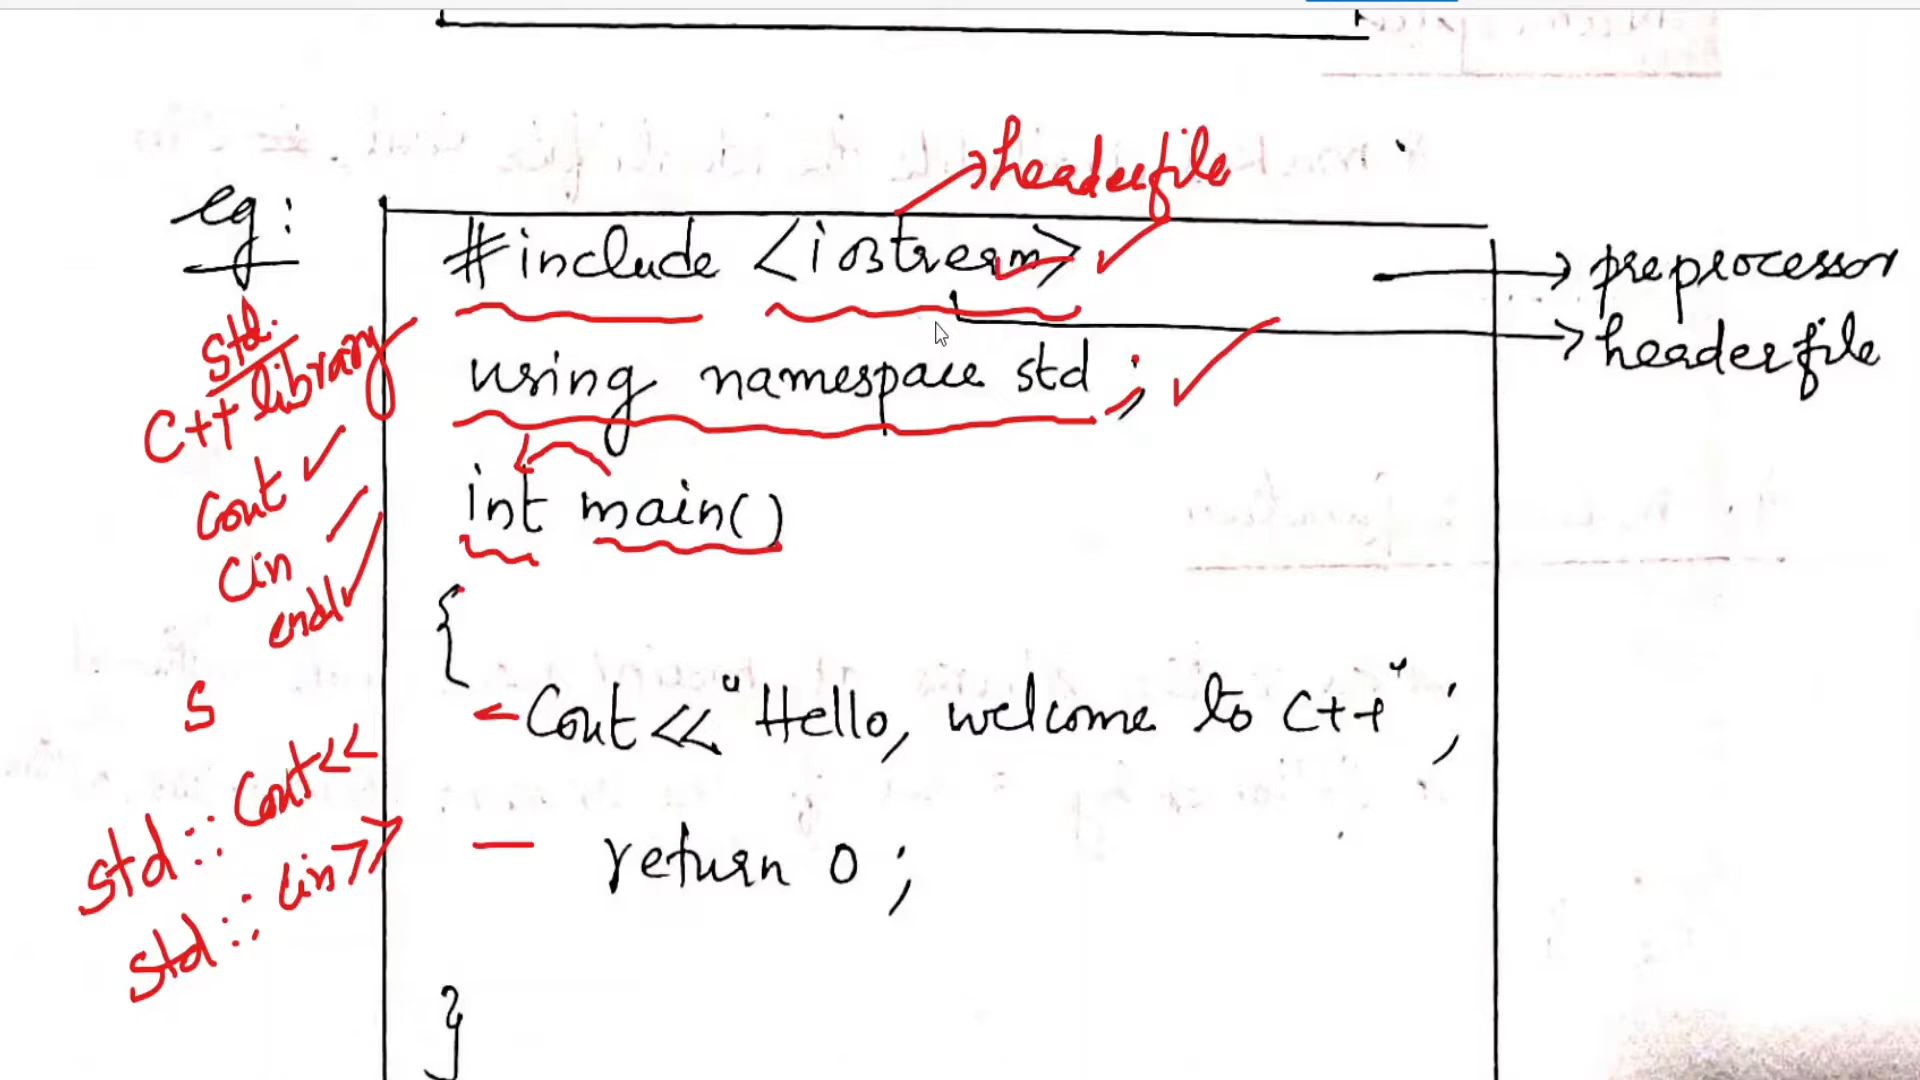 headerfile
eg:
#include <iostream>
preprocessor
headerfile
std.
C++ library
using namespace std ;
Cout
int main()
Cin
endl
{
S
Cout << "Hello, welcome to C++" ;
std :: Cout <<
return 0 ;
std :: Cin >>
}